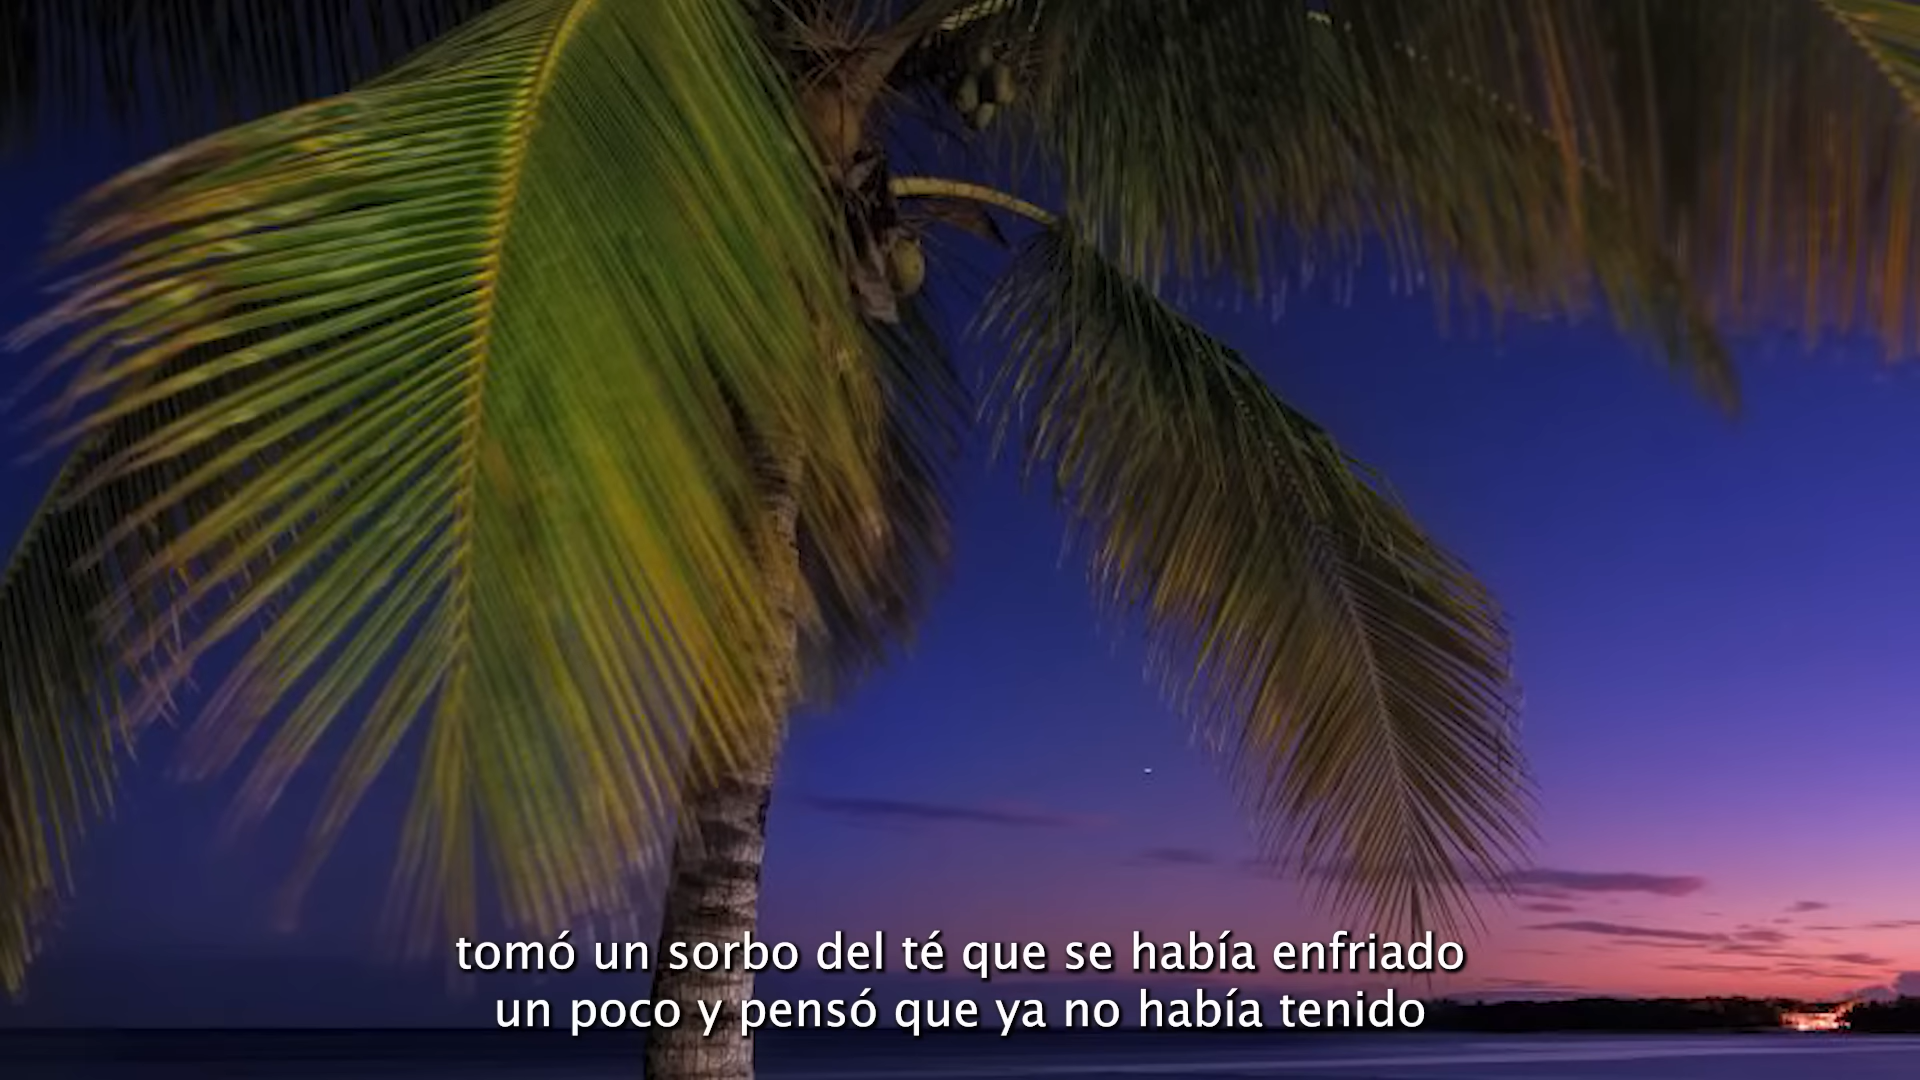 tomó un sorbo del té que se había enfriado
un poco y pensó que ya no había tenido